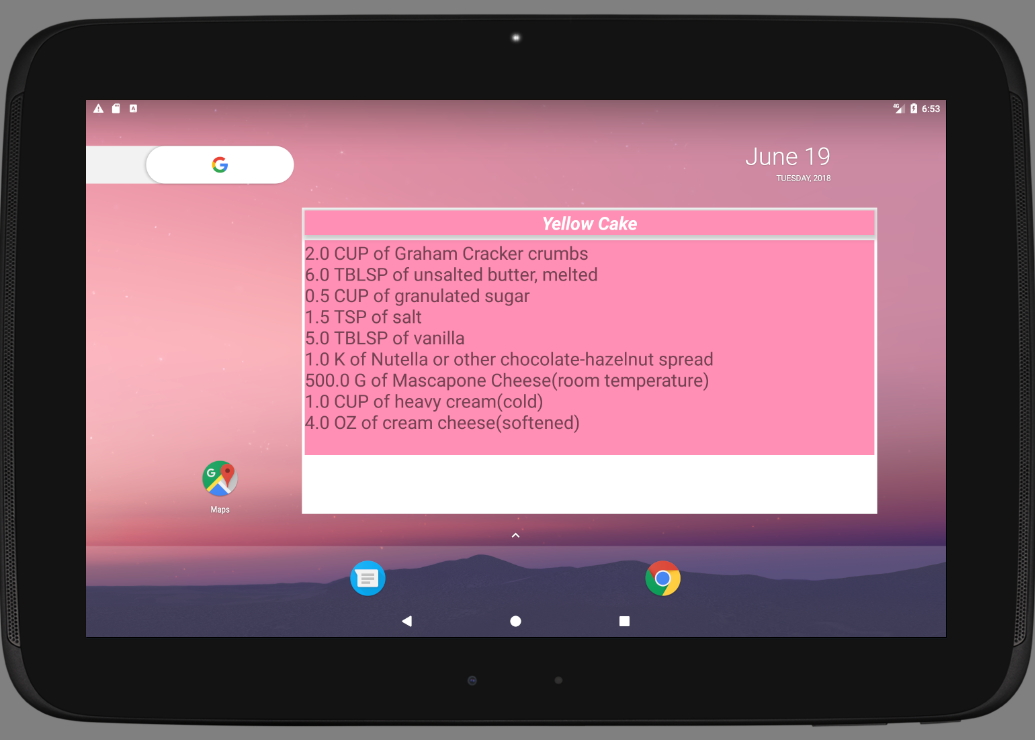 6:53
G
June 19
TUESDAY, 2018
Yellow Cake
2.0 CUP of Graham Cracker crumbs
6.0 TBLSP of unsalted butter, melted
0.5 CUP of granulated sugar
1.5 TSP of salt
5.0 TBLSP of vanilla
1.0 K of Nutella or other chocolate-hazelnut spread
500.0 G of Mascapone Cheese(room temperature)
1.0 CUP of heavy cream(cold)
4.0 OZ of cream cheese(softened)
G
Maps